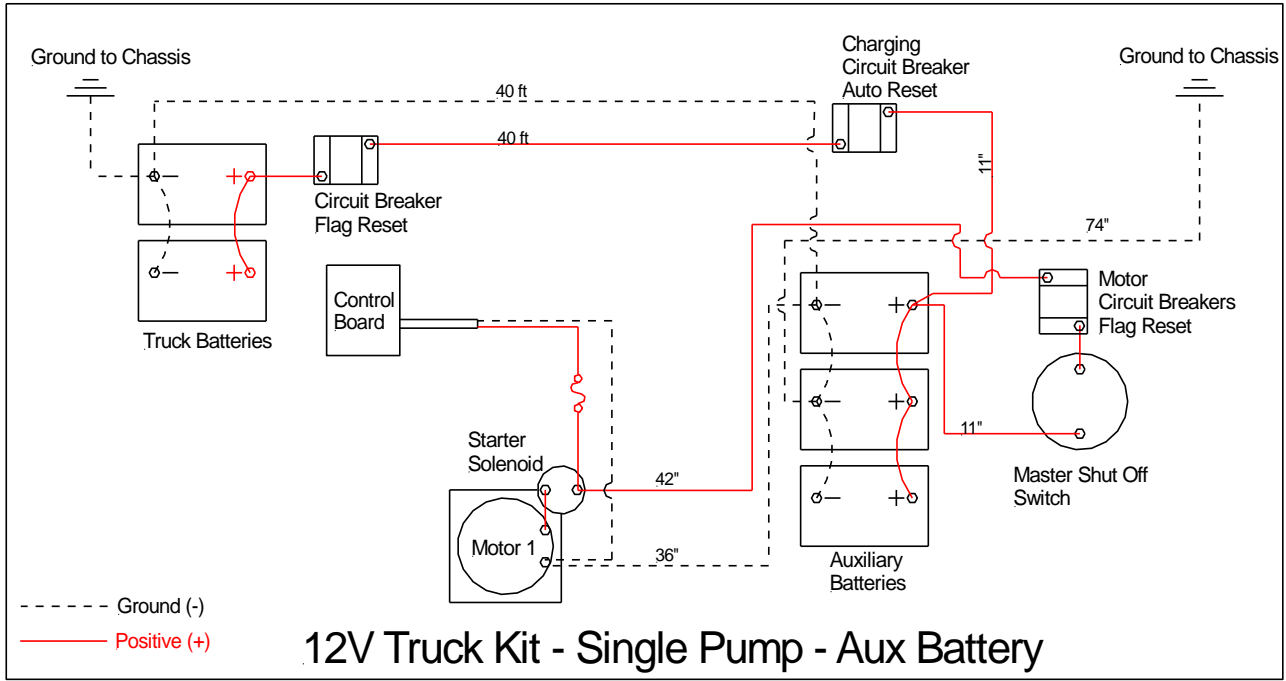 Ground to Chassis
40 ft
40 ft
Charging
Circuit Breaker
Auto Reset
Ground to Chassis
11"
74"
- +
- +
Truck Batteries
Circuit Breaker
Flag Reset
Control
Board
- +
- +
- +
Auxiliary
Batteries
Motor
Circuit Breakers
Flag Reset
11"
Master Shut Off
Switch
Starter
Solenoid
42"
Motor 1
36"
Ground (-)
Positive (+)
12V Truck Kit - Single Pump - Aux Battery